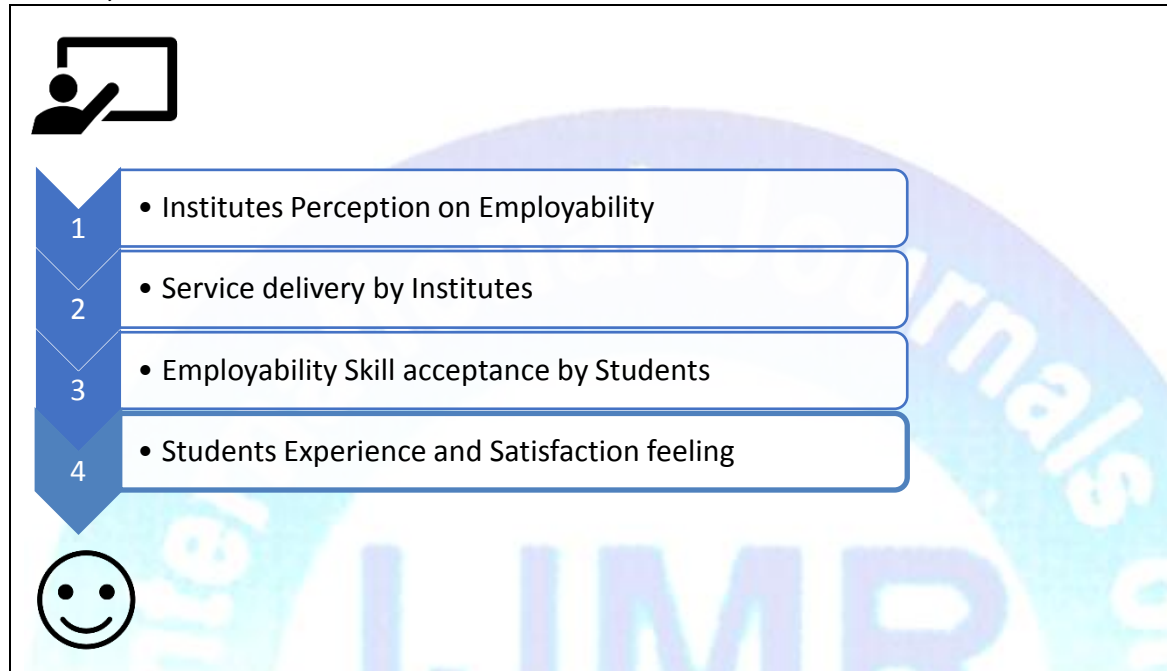 1
• Institutes Perception on Employability
2
• Service delivery by Institutes
3
• Employability Skill acceptance by Students
4
• Students Experience and Satisfaction feeling